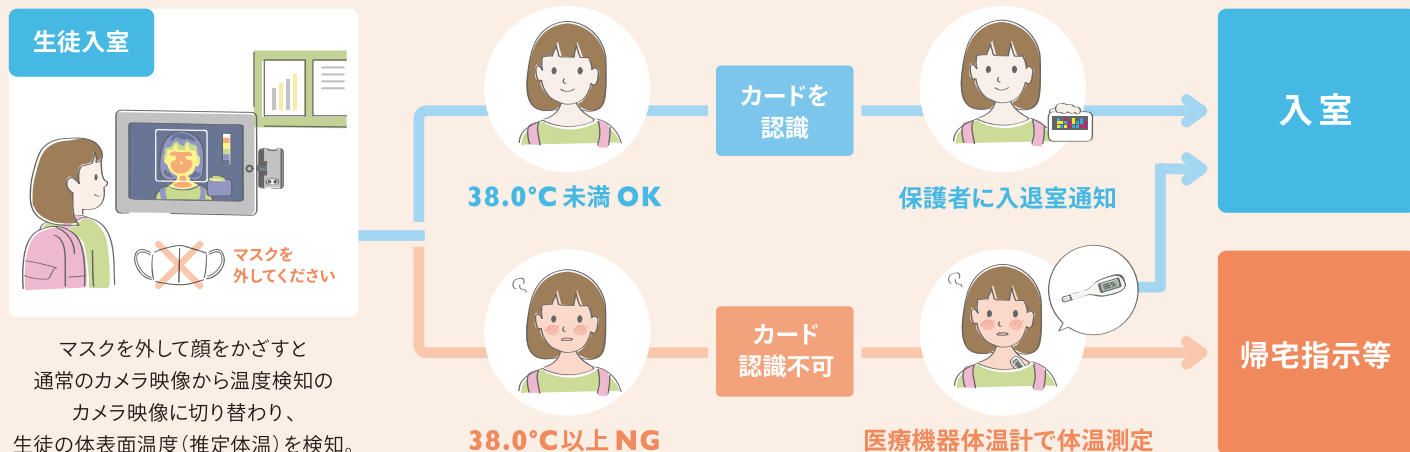 生徒入室
マスクを
外してください
マスクを外して顔をかざすと
通常のカメラ映像から温度検知の
カメラ映像に切り替わり、
生徒の体表面温度(推定体温)を検知。
38.0℃未満 OK
カードを
認識
保護者に入退室通知
入室
38.0℃以上 NG
カード
認識不可
医療機器体温計で体温測定
帰宅指示等